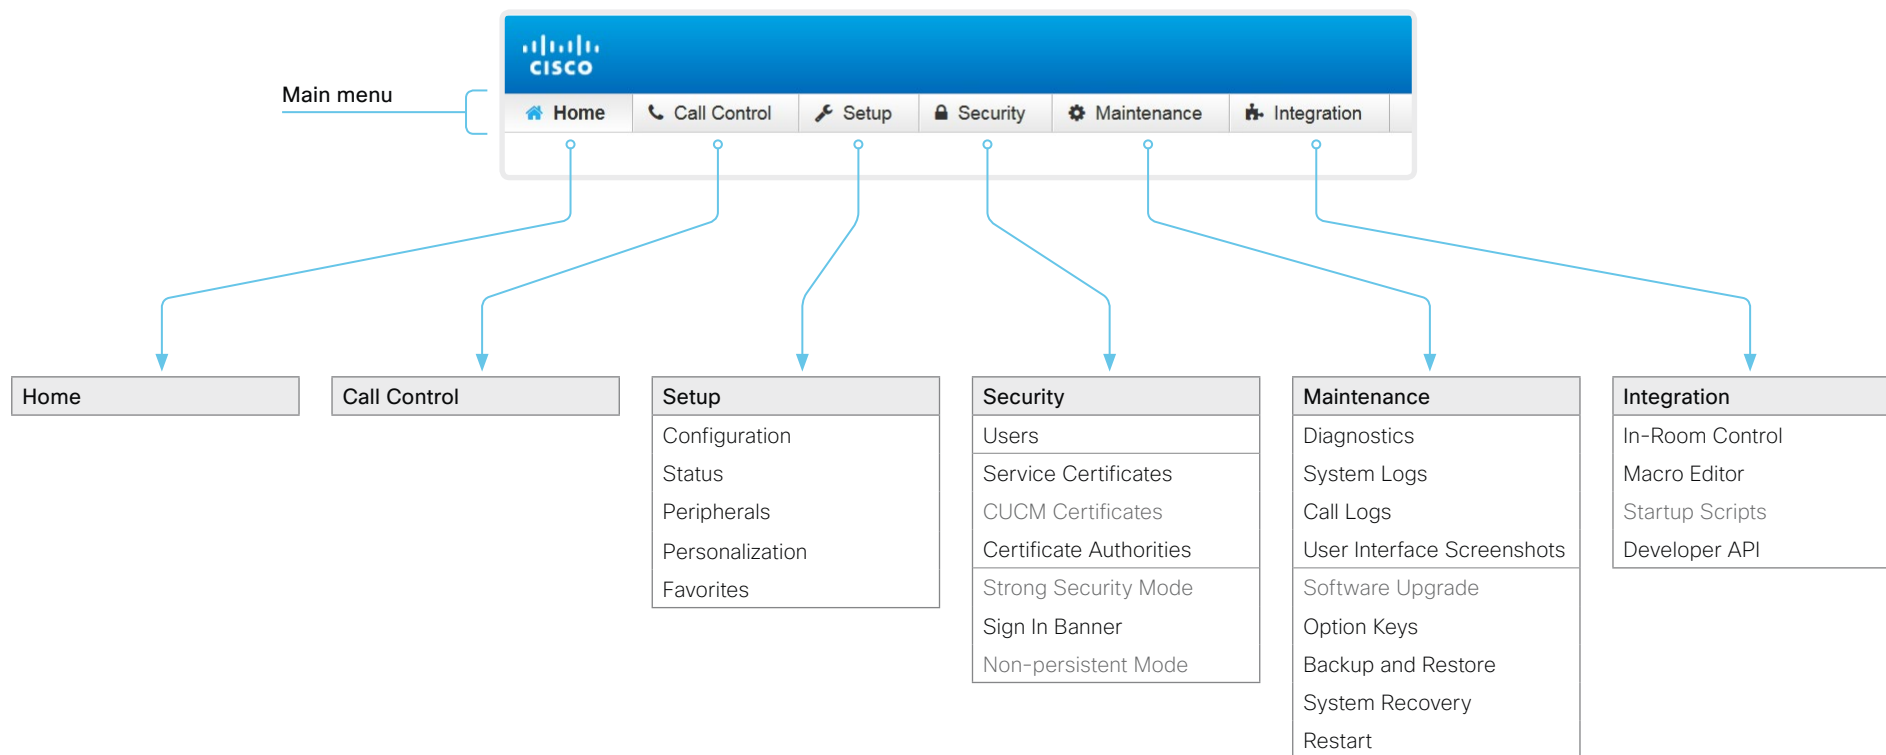 CISCO
Main menu
Home Call Control Setup Security Maintenance Integration
Home
Call Control
Setup
Configuration
Status
Peripherals
Personalization
Favorites
Security
Users
Service Certificates
CUCM Certificates
Certificate Authorities
Strong Security Mode
Sign In Banner
Non-persistent Mode
Maintenance
Diagnostics
System Logs
Call Logs
User Interface Screenshots
Software Upgrade
Option Keys
Backup and Restore
System Recovery
Restart
Integration
In-Room Control
Macro Editor
Startup Scripts
Developer API